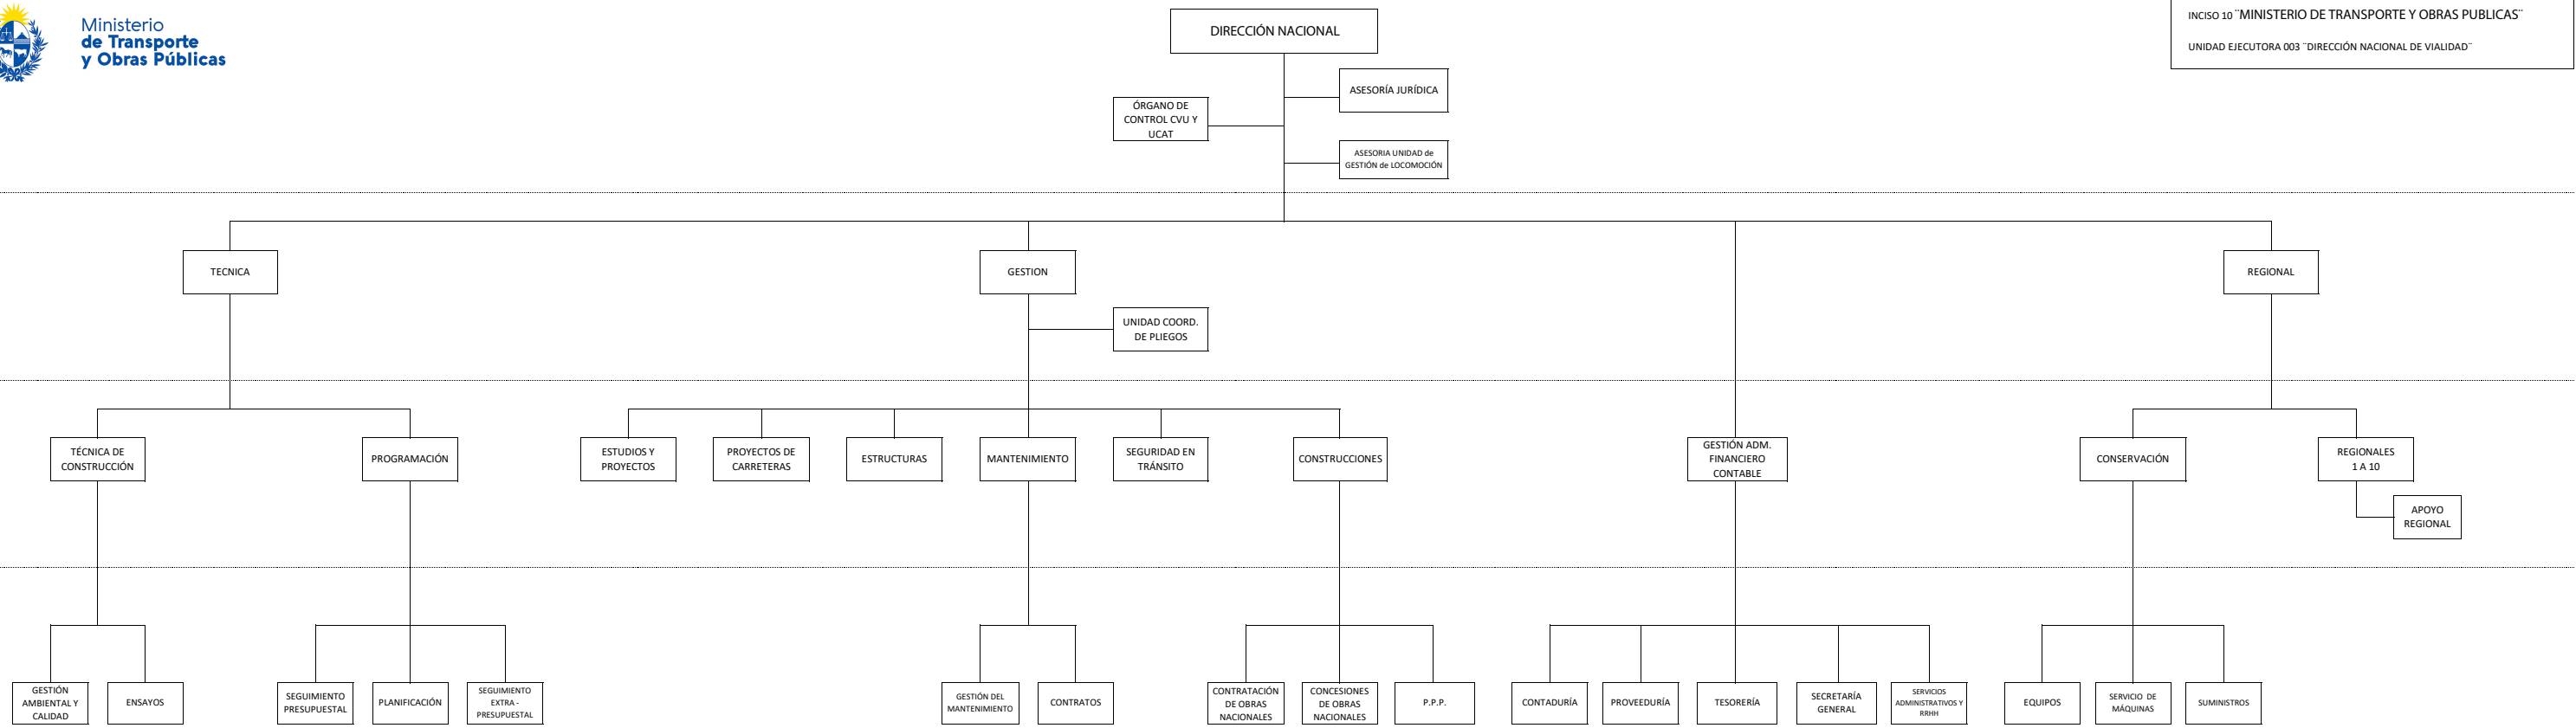 Ministerio
de Transporte
y Obras Públicas
DIRECCIÓN NACIONAL
INCISO 10 ¨MINISTERIO DE TRANSPORTE Y OBRAS PUBLICAS¨
UNIDAD EJECUTORA 003 ¨DIRECCIÓN NACIONAL DE VIALIDAD¨
ASESORÍA JURÍDICA
ÓRGANO DE
CONTROL CVU Y
UCAT
ASESORIA UNIDAD de
GESTIÓN de LOCOMOCIÓN
TECNICA
GESTION
REGIONAL
UNIDAD COORD.
DE PLIEGOS
TÉCNICA DE
CONSTRUCCIÓN
PROGRAMACIÓN
ESTUDIOS Y
PROYECTOS
PROYECTOS DE
CARRETERAS
ESTRUCTURAS
MANTENIMIENTO
SEGURIDAD EN
TRÁNSITO
CONSTRUCCIONES
GESTIÓN ADM.
FINANCIERO
CONTABLE
CONSERVACIÓN
REGIONALES
1 A 10
APOYO
REGIONAL
GESTIÓN
AMBIENTAL Y
CALIDAD
ENSAYOS
SEGUIMIENTO
PRESUPUESTAL
PLANIFICACIÓN
SEGUIMIENTO
EXTRA -
PRESUPUESTAL
GESTIÓN DEL
MANTENIMIENTO
CONTRATOS
CONTRATACIÓN
DE OBRAS
NACIONALES
CONCESIONES
DE OBRAS
NACIONALES
P.P.P.
CONTADURÍA
PROVEEDURÍA
TESORERÍA
SECRETARÍA
GENERAL
SERVICIOS
ADMINISTRATIVOS Y
RRHH
EQUIPOS
SERVICIO DE
MÁQUINAS
SUMINISTROS